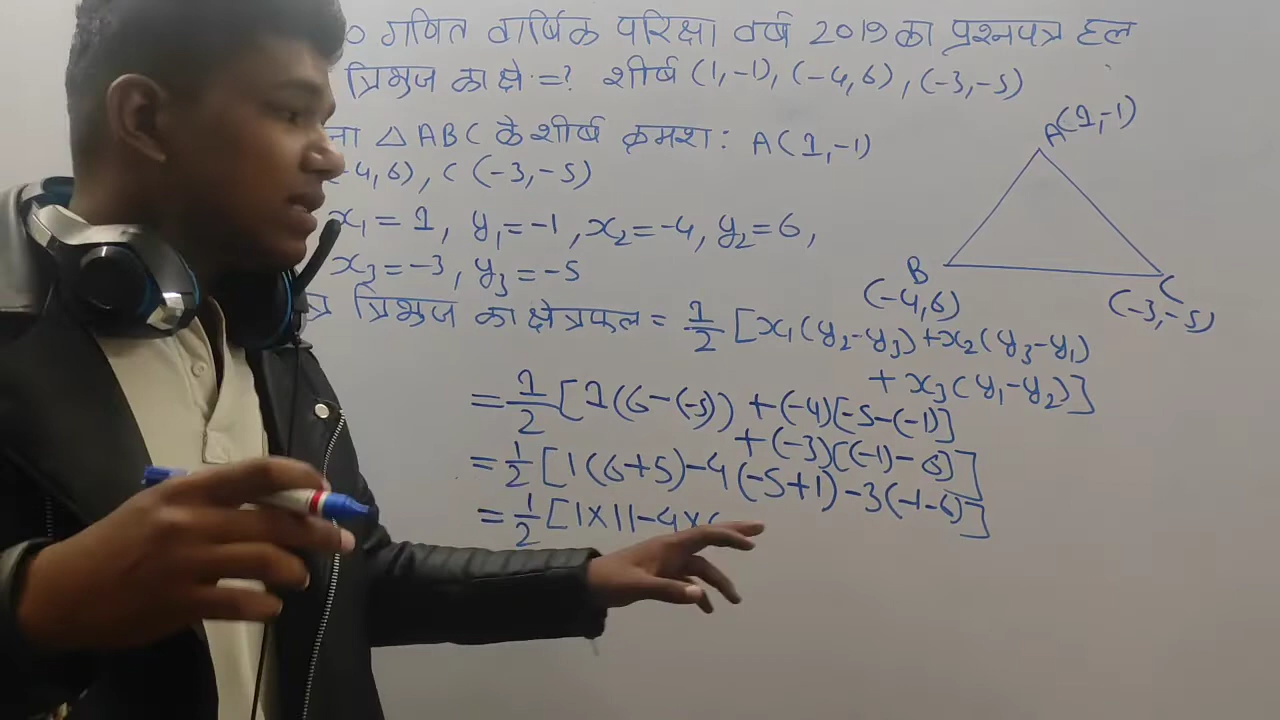 ० गणित वार्षिक परिक्षा वर्ष 2019 का प्रश्नपत्र हल
त्रिभुज का क्षे.=? शीर्ष (1,-1), (-4,6), (-3,-5)
ना △ABC के शीर्ष क्रमश: A(1,-1)
-4,6), C(-3,-5)
x₁=1, y₁=-1, x₂=-4, y₂=6,
x₃=-3, y₃=-5
त्रिभुज का क्षेत्रफल = 1/2 [x₁(y₂-y₃)+x₂(y₃-y₁)
+ x₃(y₁-y₂)]
= 1/2 [1(6-(-5)) +(-4)[-5-(-1)]
+(-3)[(-1)-6)]
= 1/2 [1(6+5)-4(-5+1)-3(-1-6)]
= 1/2 [1x11-4x
A(1,-1)
B
(-4,6)
C
(-3,-5)